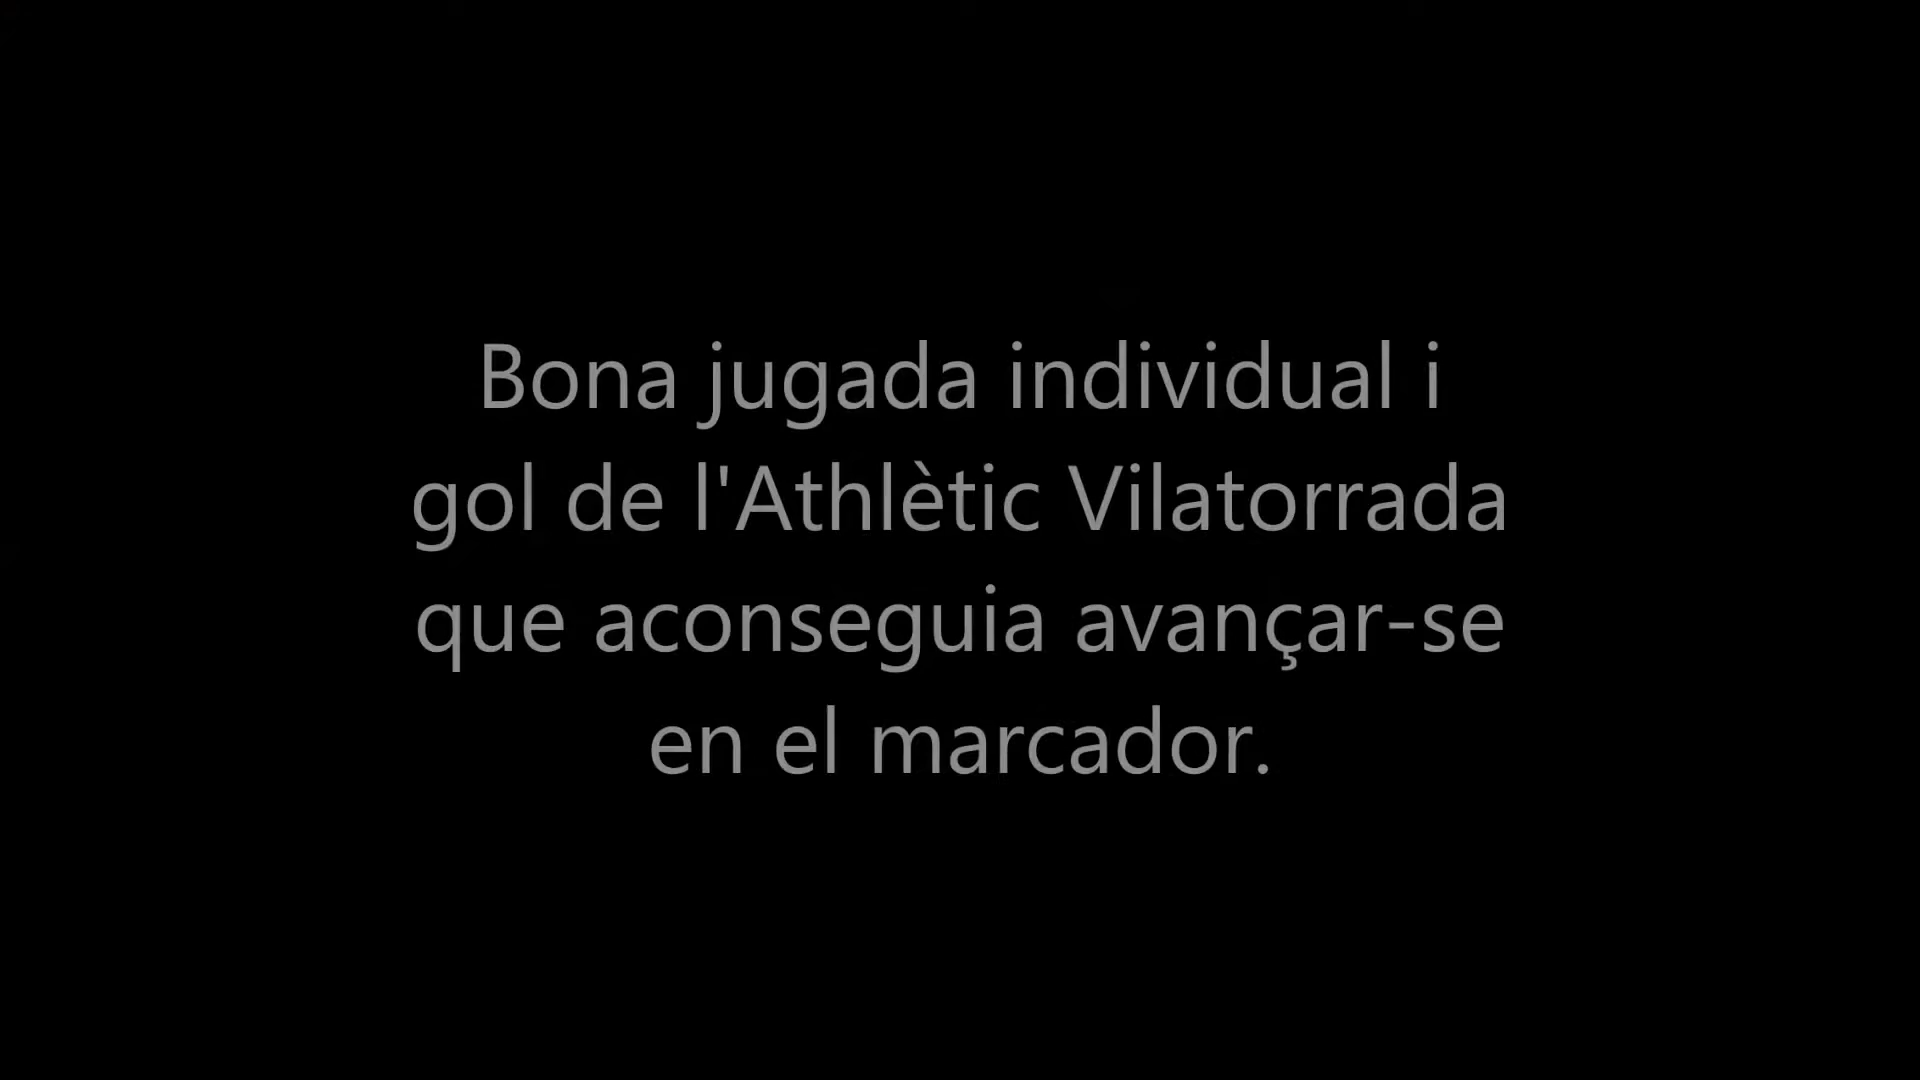 Bona jugada individual i
gol de l'Athlètic Vilatorrada
que aconseguia avançar-se
en el marcador.